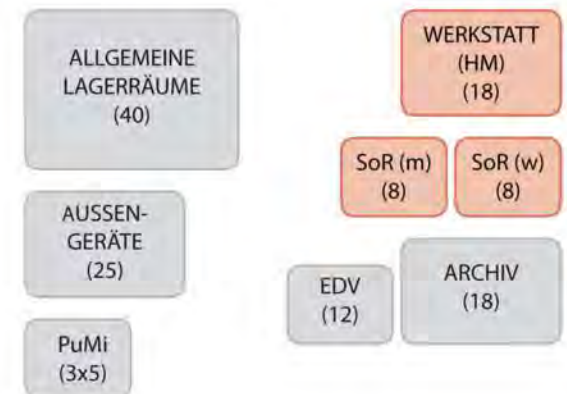 ALLGEMEINE
LAGERRÄUME
(40)
WERKSTATT
(HM)
(18)
SoR (m)
(8)
SoR (w)
(8)
AUSSEN-
GERÄTE
(25)
EDV
(12)
ARCHIV
(18)
PuMi
(3x5)